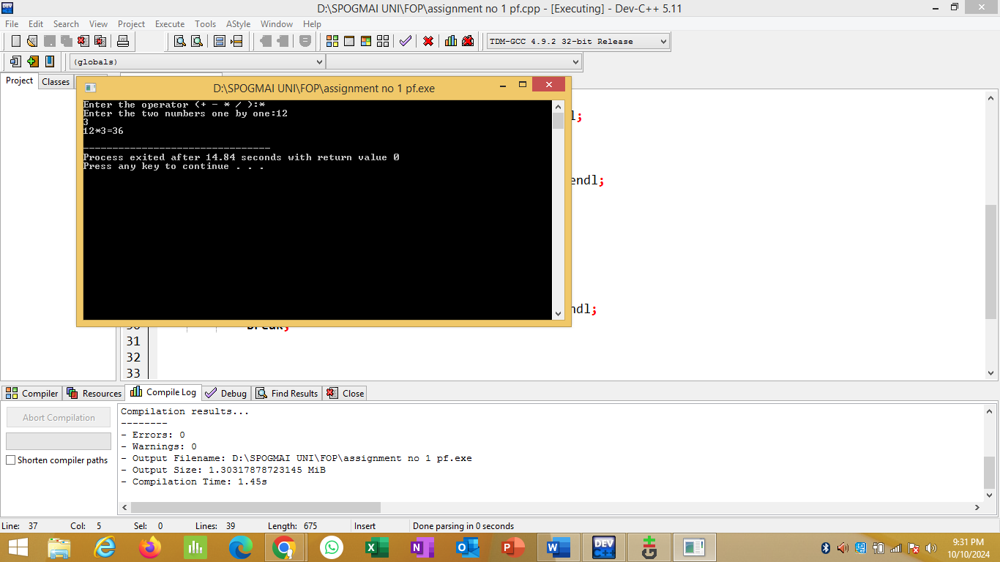 D:\SPOGMAI UNI\FOP\assignment no 1 pf.cpp - [Executing] - Dev-C++ 5.11
File Edit Search View Project Execute Tools AStyle Window Help
TDM-GCC 4.9.2 32-bit Release
(globals)
Project Classes
D:\SPOGMAI UNI\FOP\assignment no 1 pf.exe
Enter the operator (+ - * / ):*
Enter the two numbers one by one:12
3
12*3=36
--------------------------------
Process exited after 14.84 seconds with return value 0
Press any key to continue . . .
l;
endl;
ndl;
break;
31
32
33
Compiler Resources Compile Log Debug Find Results Close
Abort Compilation
Shorten compiler paths
Compilation results...
--------
- Errors: 0
- Warnings: 0
- Output Filename: D:\SPOGMAI UNI\FOP\assignment no 1 pf.exe
- Output Size: 1.30317878723145 MiB
- Compilation Time: 1.45s
Line: 37 Col: 5 Sel: 0 Lines: 39 Length: 675 Insert Done parsing in 0 seconds
DEV C++
9:31 PM
10/10/2024